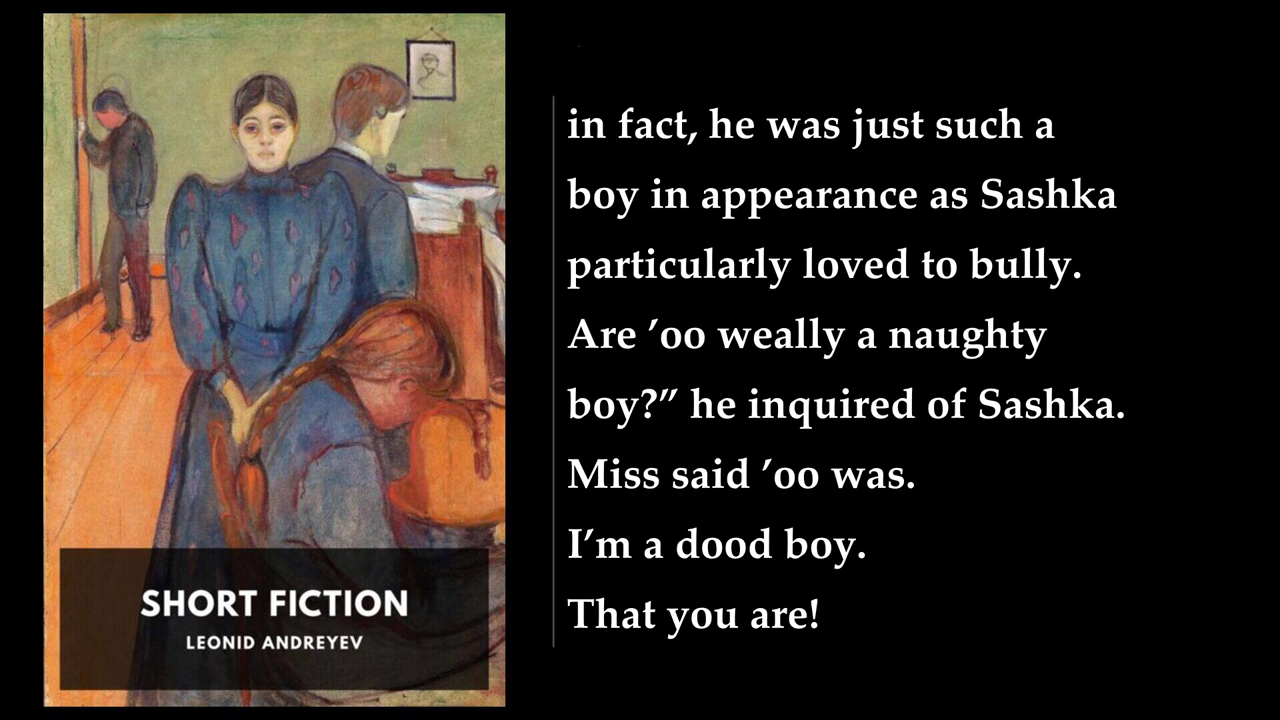 SHORT FICTION
LEONID ANDREYEV
in fact, he was just such a
boy in appearance as Sashka
particularly loved to bully.
Are ’oo weally a naughty
boy?” he inquired of Sashka.
Miss said ’oo was.
I’m a dood boy.
That you are!